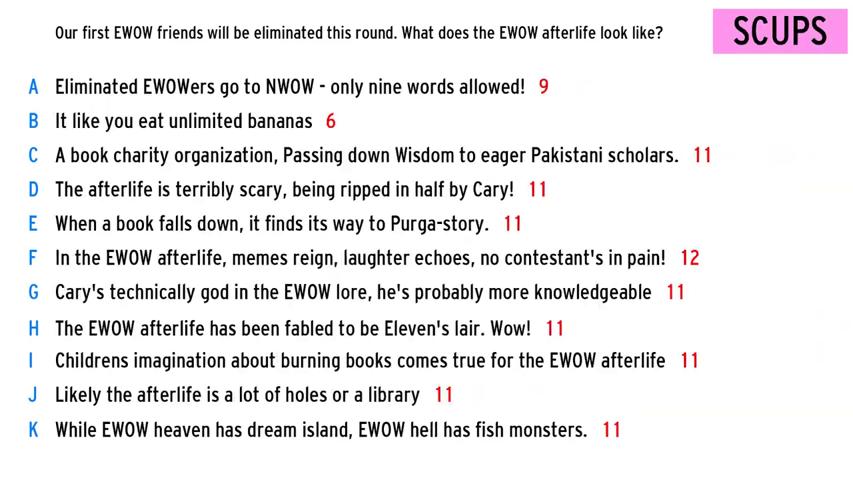 Our first EWOW friends will be eliminated this round. What does the EWOW afterlife look like?
SCUPS
A Eliminated EWOWers go to NWOW - only nine words allowed! 9
B It like you eat unlimited bananas 6
C A book charity organization, Passing down Wisdom to eager Pakistani scholars. 11
D The afterlife is terribly scary, being ripped in half by Cary! 11
E When a book falls down, it finds its way to Purga-story. 11
F In the EWOW afterlife, memes reign, laughter echoes, no contestant's in pain! 12
G Cary's technically god in the EWOW lore, he's probably more knowledgeable 11
H The EWOW afterlife has been fabled to be Eleven's lair. Wow! 11
I Childrens imagination about burning books comes true for the EWOW afterlife 11
J Likely the afterlife is a lot of holes or a library 11
K While EWOW heaven has dream island, EWOW hell has fish monsters. 11